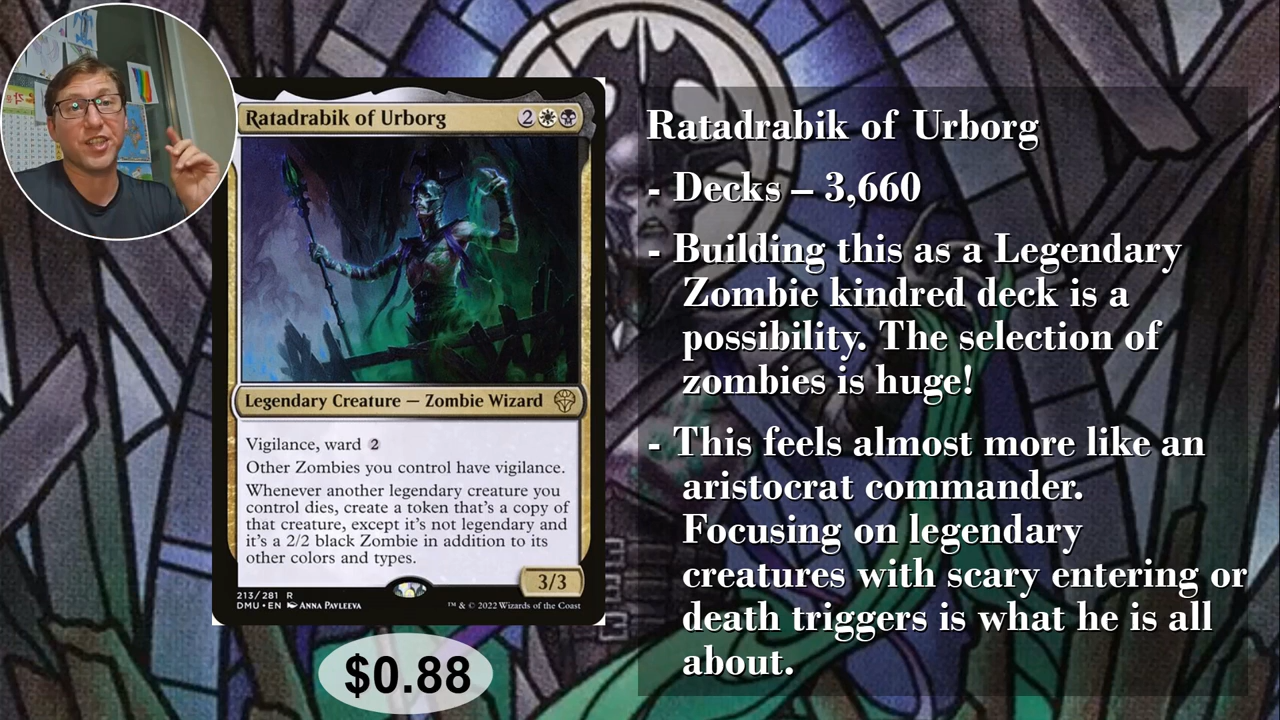 Ratadrabik of Urborg 2
Legendary Creature — Zombie Wizard
Vigilance, ward 2
Other Zombies you control have vigilance.
Whenever another legendary creature you
control dies, create a token that's a copy of
that creature, except it's not legendary and
it's a 2/2 black Zombie in addition to its
other colors and types.
3/3
213/281 R
DMU • EN Anna Pavleeva
™ & © 2022 Wizards of the Coast
$0.88
Ratadrabik of Urborg
- Decks – 3,660
- Building this as a Legendary
Zombie kindred deck is a
possibility. The selection of
zombies is huge!
- This feels almost more like an
aristocrat commander.
Focusing on legendary
creatures with scary entering or
death triggers is what he is all
about.